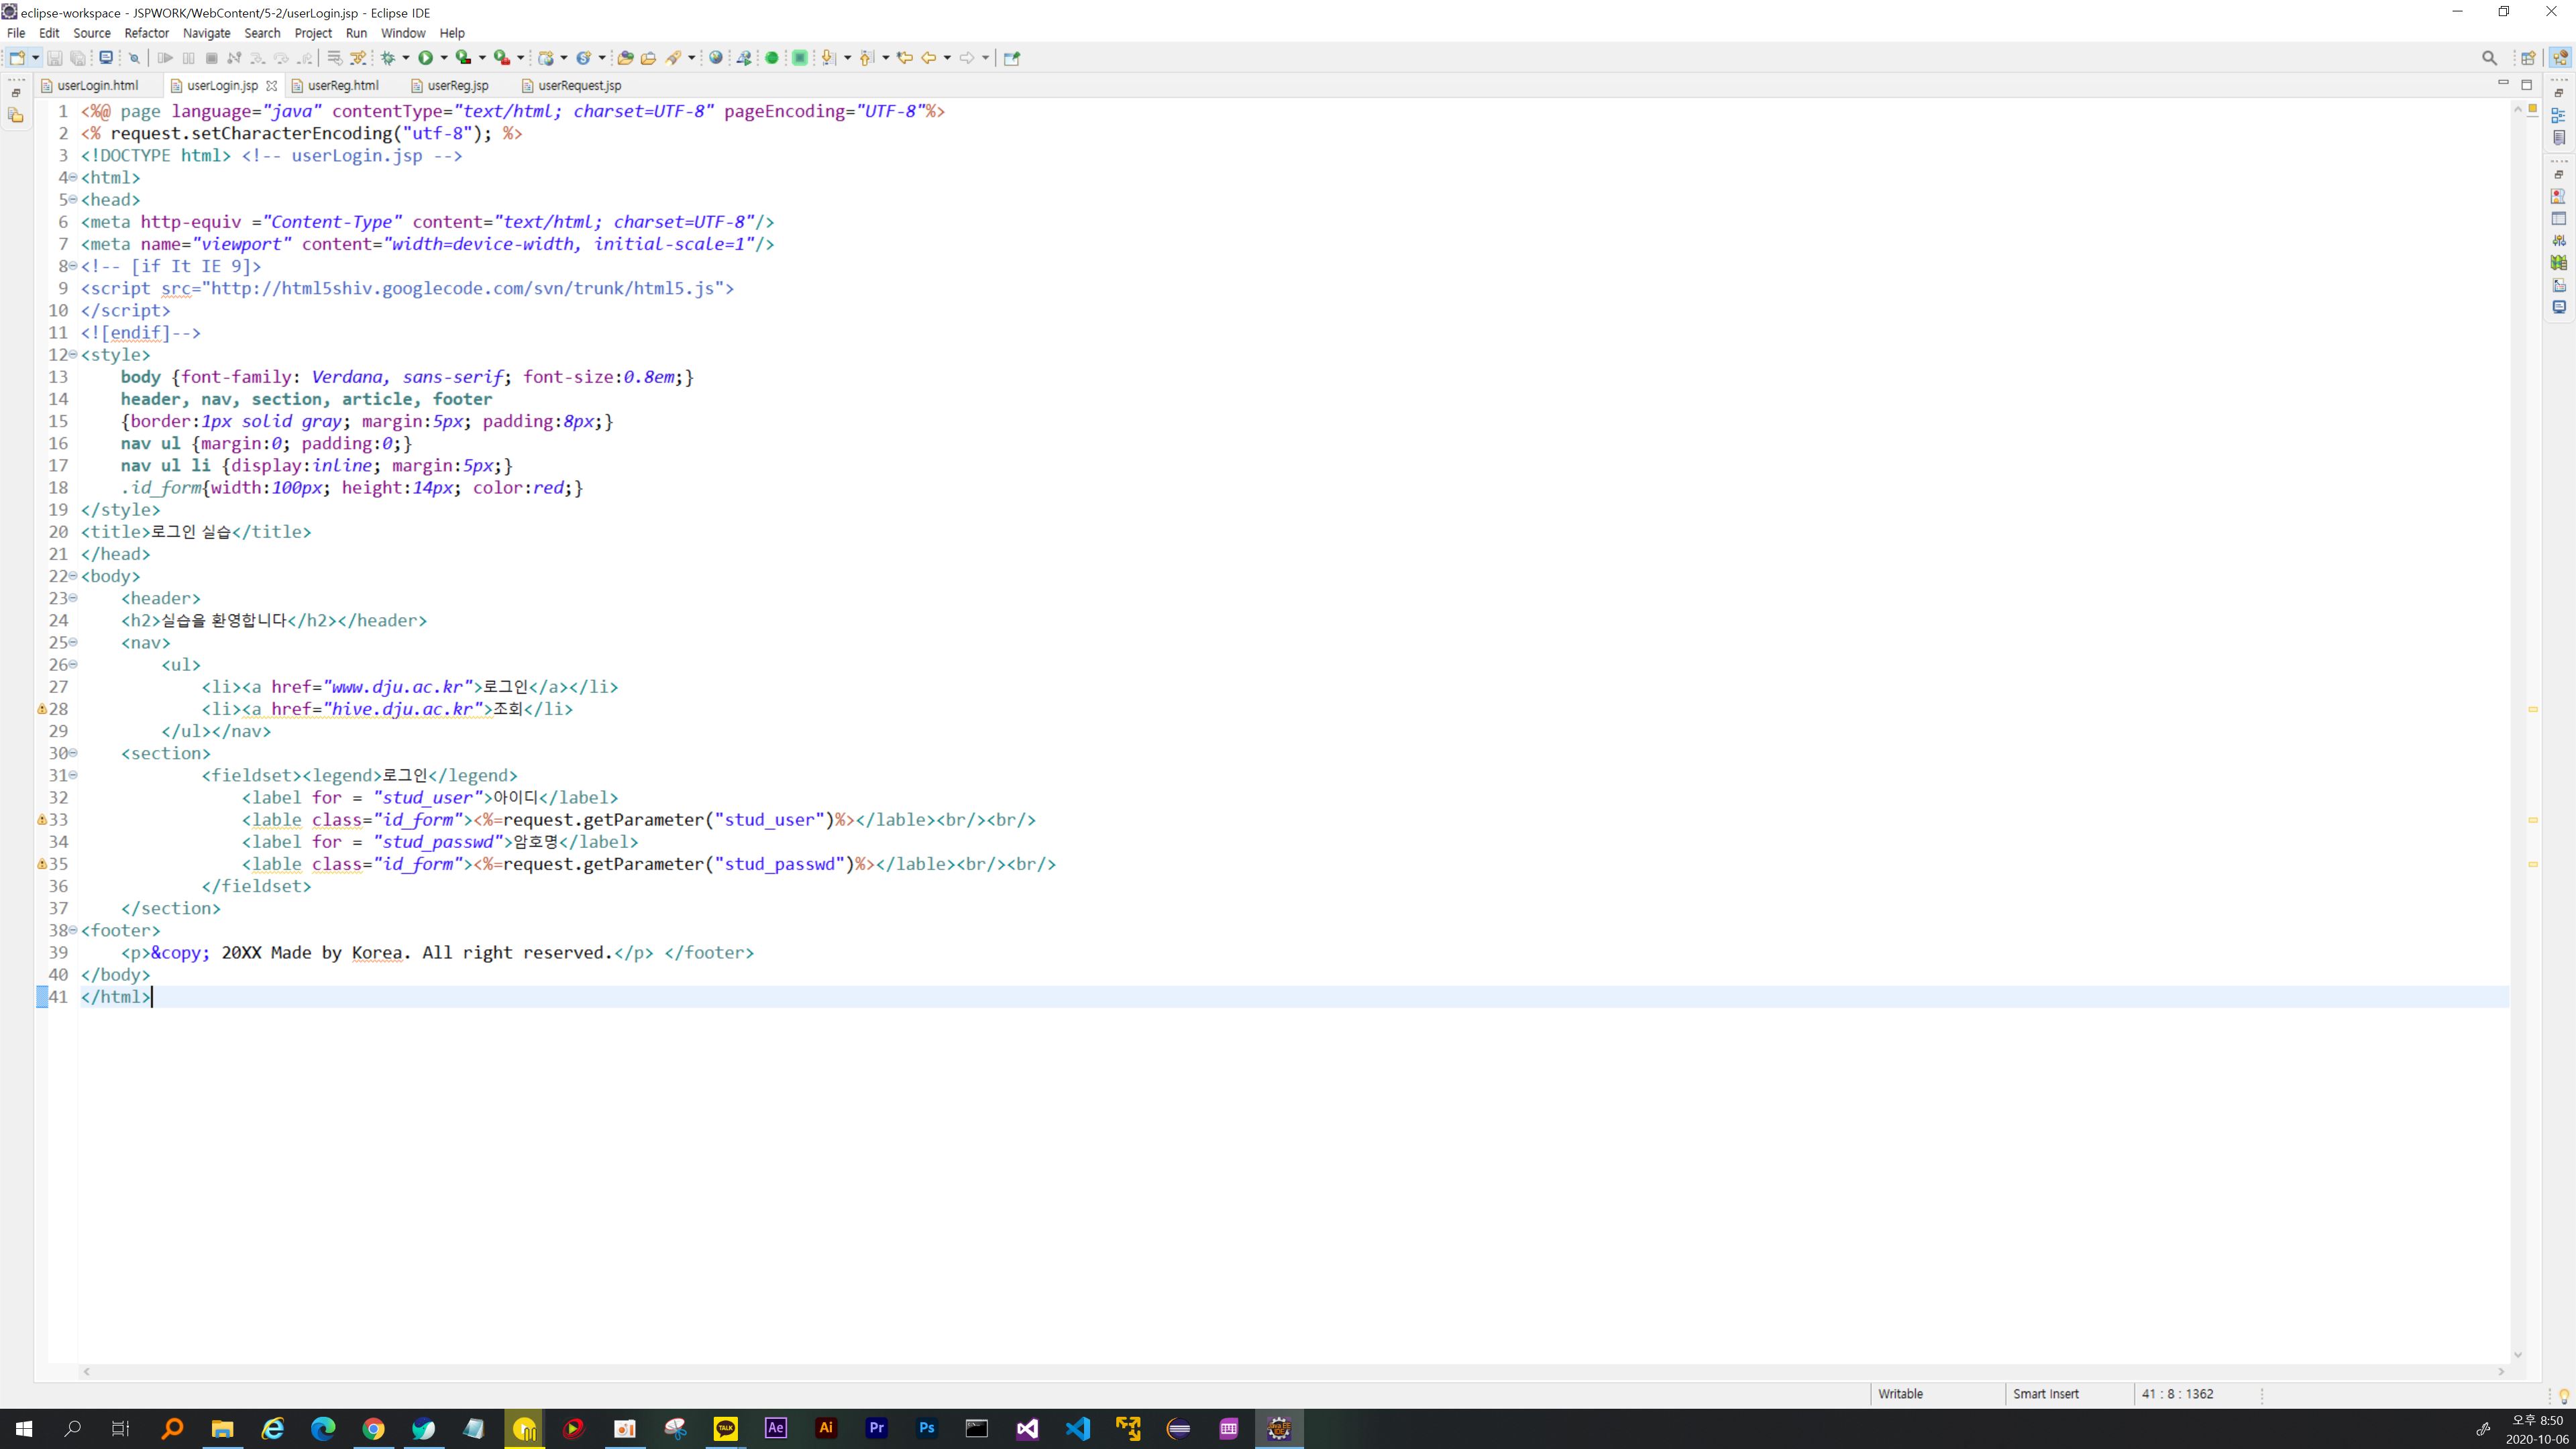 eclipse-workspace - JSPWORK/WebContent/5-2/userLogin.jsp - Eclipse IDE
File Edit Source Refactor Navigate Search Project Run Window Help
userLogin.html userLogin.jsp userReg.html userReg.jsp userRequest.jsp
1 <%@ page language="java" contentType="text/html; charset=UTF-8" pageEncoding="UTF-8"%>
2 <% request.setCharacterEncoding("utf-8"); %>
3 <!DOCTYPE html> <!-- userLogin.jsp -->
4 <html>
5 <head>
6 <meta http-equiv ="Content-Type" content="text/html; charset=UTF-8"/>
7 <meta name="viewport" content="width=device-width, initial-scale=1"/>
8 <!-- [if It IE 9]>
9 <script src="http://html5shiv.googlecode.com/svn/trunk/html5.js">
10 </script>
11 <![endif]-->
12 <style>
13 body {font-family: Verdana, sans-serif; font-size:0.8em;}
14 header, nav, section, article, footer
15 {border:1px solid gray; margin:5px; padding:8px;}
16 nav ul {margin:0; padding:0;}
17 nav ul li {display:inline; margin:5px;}
18 .id_form{width:100px; height:14px; color:red;}
19 </style>
20 <title>로그인 실습</title>
21 </head>
22 <body>
23 <header>
24 <h2>실습을 환영합니다</h2></header>
25 <nav>
26 <ul>
27 <li><a href="www.dju.ac.kr">로그인</a></li>
28 <li><a href="hive.dju.ac.kr">조회</li>
29 </ul></nav>
30 <section>
31 <fieldset><legend>로그인</legend>
32 <label for = "stud_user">아이디</label>
33 <lable class="id_form"><%=request.getParameter("stud_user")%></lable><br/><br/>
34 <label for = "stud_passwd">암호명</label>
35 <lable class="id_form"><%=request.getParameter("stud_passwd")%></lable><br/><br/>
36 </fieldset>
37 </section>
38 <footer>
39 <p>&copy; 20XX Made by Korea. All right reserved.</p> </footer>
40 </body>
41 </html>
Writable Smart Insert 41 : 8 : 1362
TALK Ae Ai Pr Ps
오후 8:50
2020-10-06